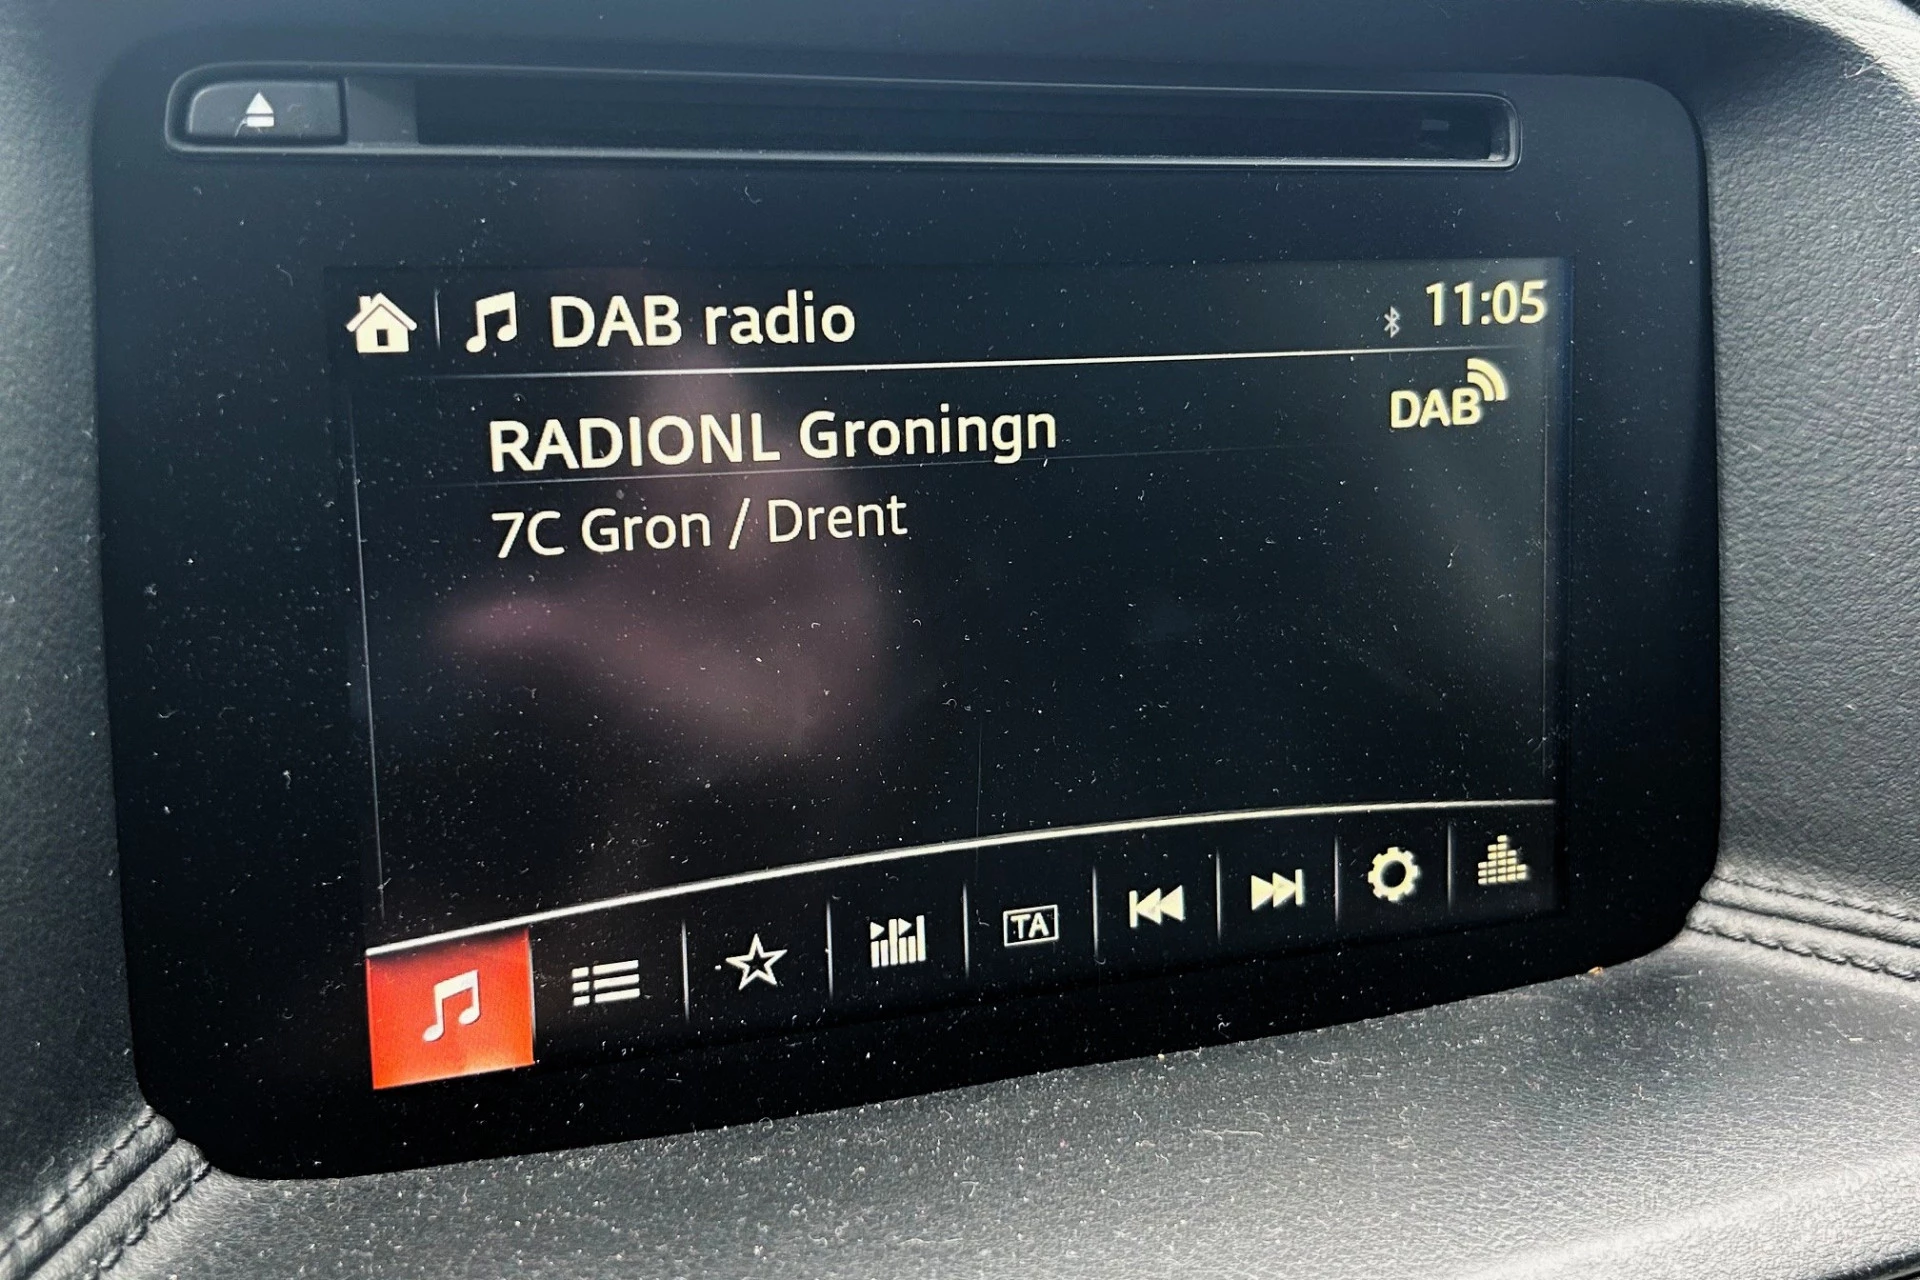 DAB radio
11:05
DAB
RADIONL Groningn
7C Gron / Drent
TA